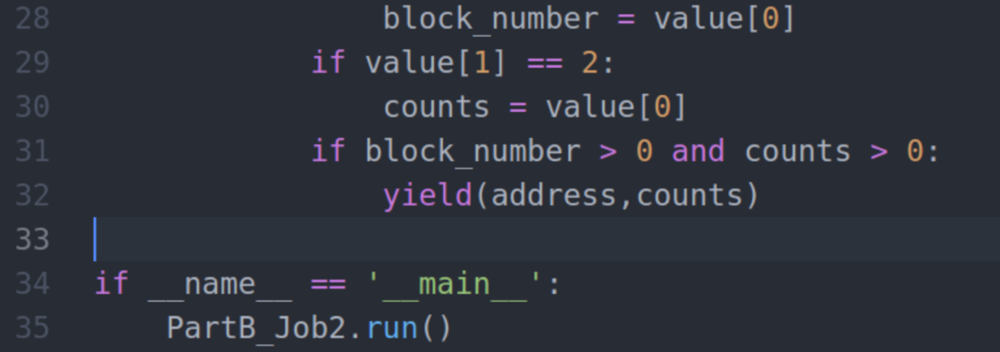 28                block_number = value[0]
29            if value[1] == 2:
30                counts = value[0]
31            if block_number > 0 and counts > 0:
32                yield(address,counts)
33
34 if __name__ == '__main__':
35     PartB_Job2.run()